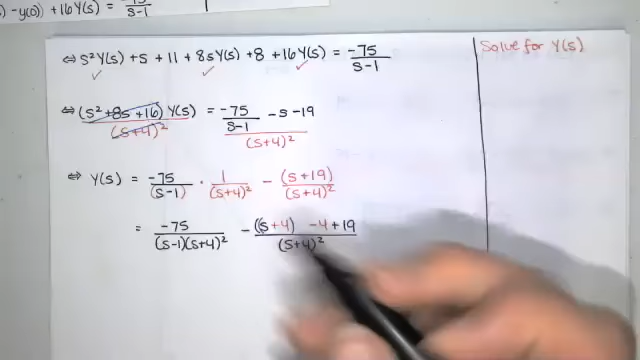 ) - y(0)) + 16 Y(s) = -75/(s-1)
Solve for Y(s)
⇔ s²Y(s) + s + 11 + 8sY(s) + 8 + 16Y(s) = -75/(s-1)
⇔ (s² + 8s + 16) Y(s)/(s+4)² = (-75/(s-1) - s - 19)/(s+4)²
⇔ Y(s) = -75/(s-1) · 1/(s+4)² - (s+19)/(s+4)²
= -75/((s-1)(s+4)²) - ((s+4) - 4 + 19/(s+4)²